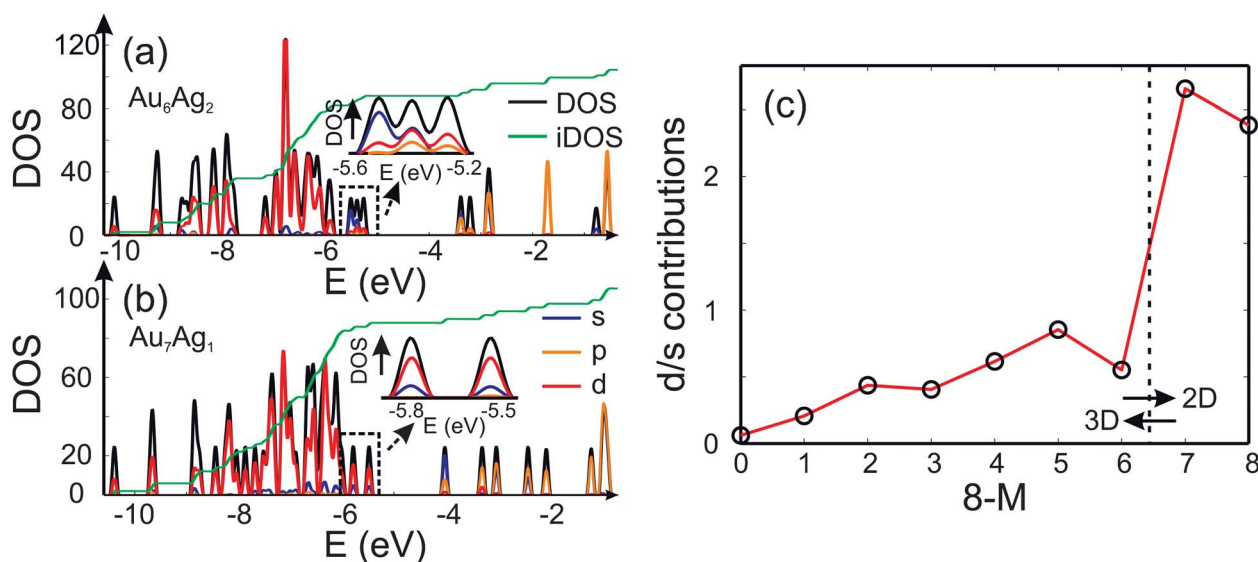 (a)
Au6Ag2
DOS
120
80
40
0
-10
-8
-6
-4
-2
E (eV)
DOS
iDOS
DOS
-5.6
E (eV)
-5.2
(b)
Au7Ag1
DOS
100
60
20
0
-10
-8
-6
-4
-2
E (eV)
s
p
d
DOS
-5.8
E (eV)
-5.5
(c)
d/s contributions
2
1
0
0 1 2 3 4 5 6 7 8
8-M
2D
3D